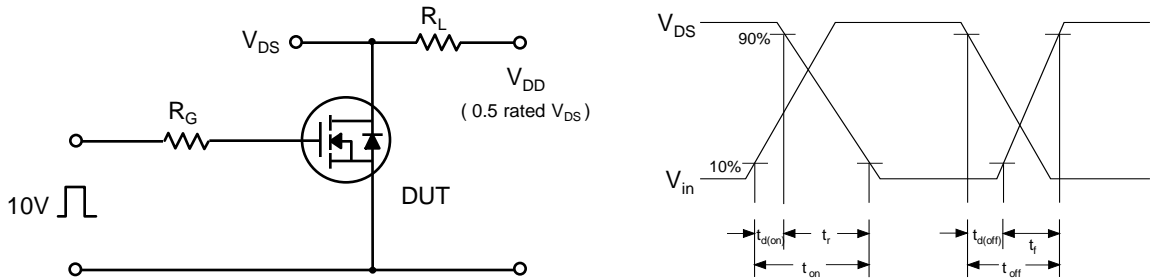 V_DS
R_L
V_DD
( 0.5 rated V_DS )
R_G
10V
DUT
V_DS
90%
10%
V_in
t_d(on)
t_r
t_on
t_d(off)
t_f
t_off